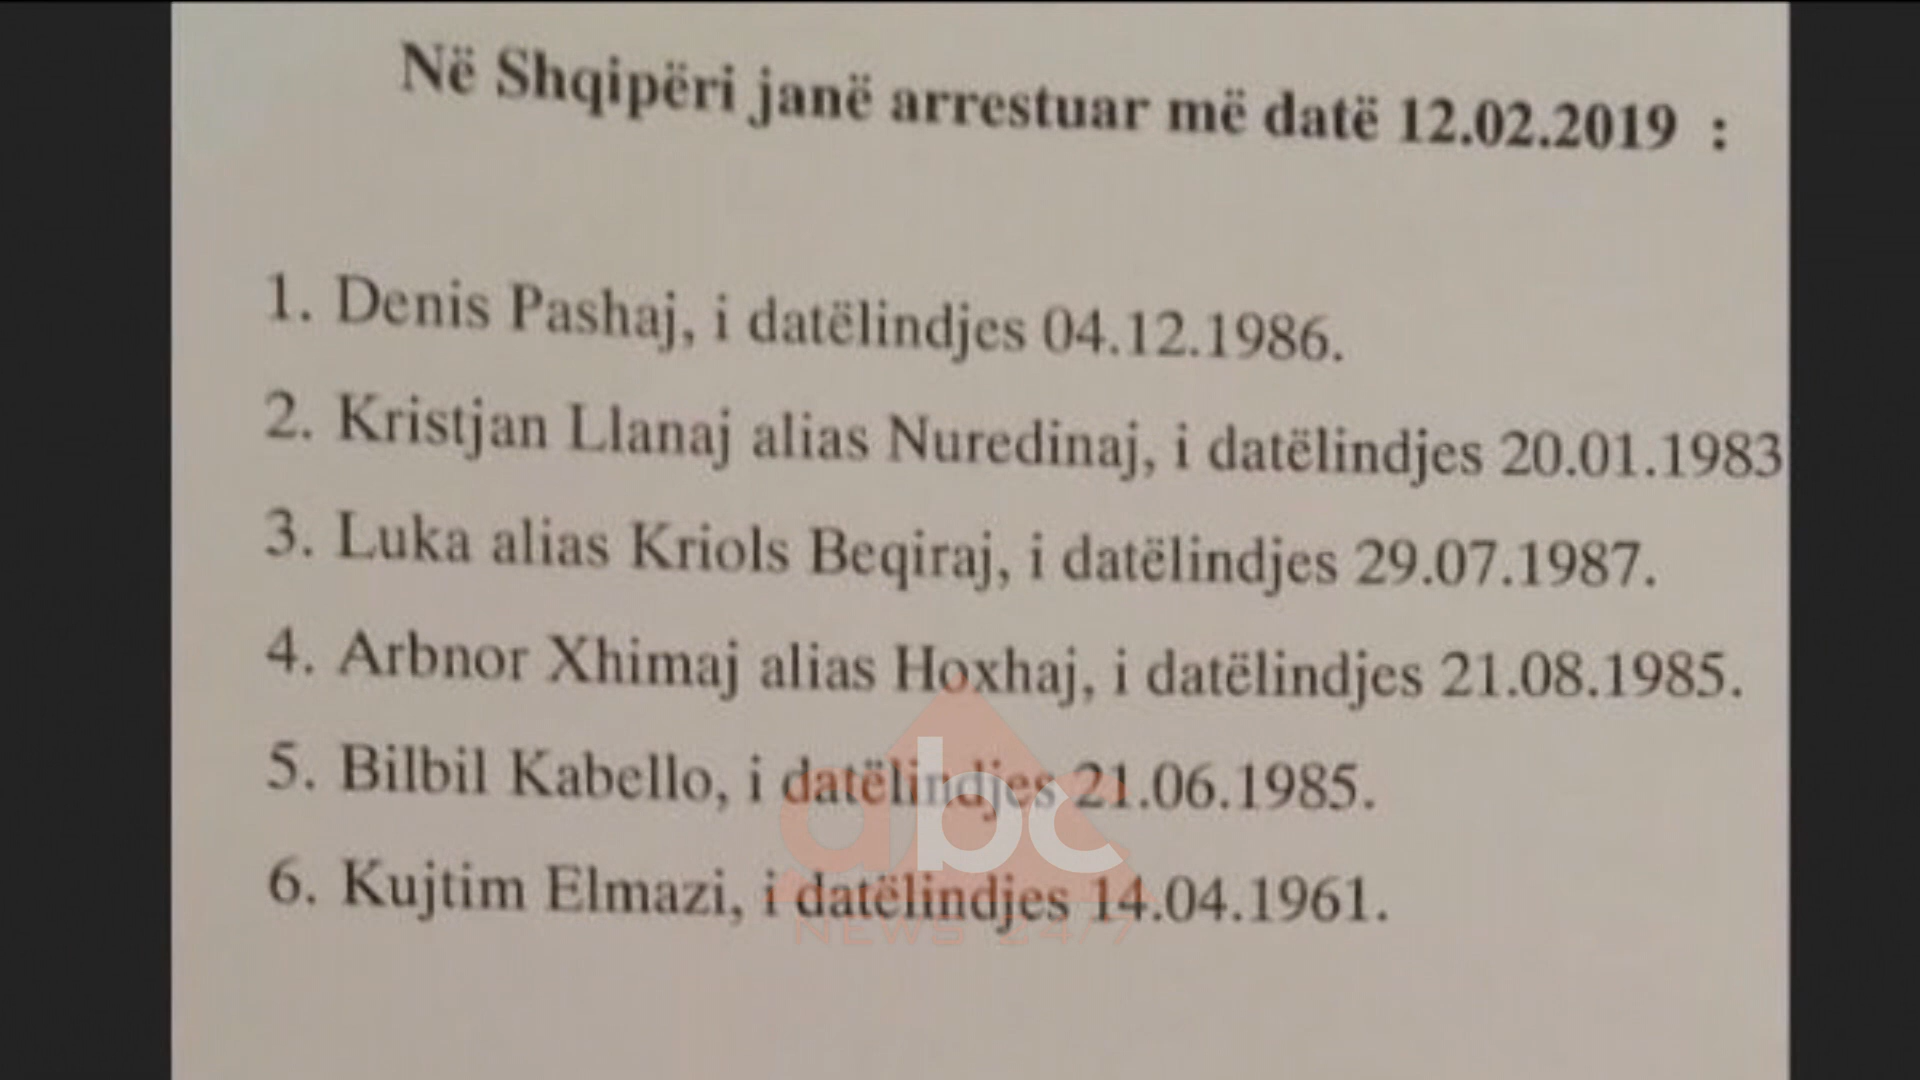 Në Shqipëri janë arrestuar më datë 12.02.2019 :
1. Denis Pashaj, i datëlindjes 04.12.1986.
2. Kristjan Llanaj alias Nuredinaj, i datëlindjes 20.01.1983
3. Luka alias Kriols Beqiraj, i datëlindjes 29.07.1987.
4. Arbnor Xhimaj alias Hoxhaj, i datëlindjes 21.08.1985.
5. Bilbil Kabello, i datëlindjes 21.06.1985.
abc
6. Kujtim Elmazi, i datëlindjes 14.04.1961.
NEWS 24/7